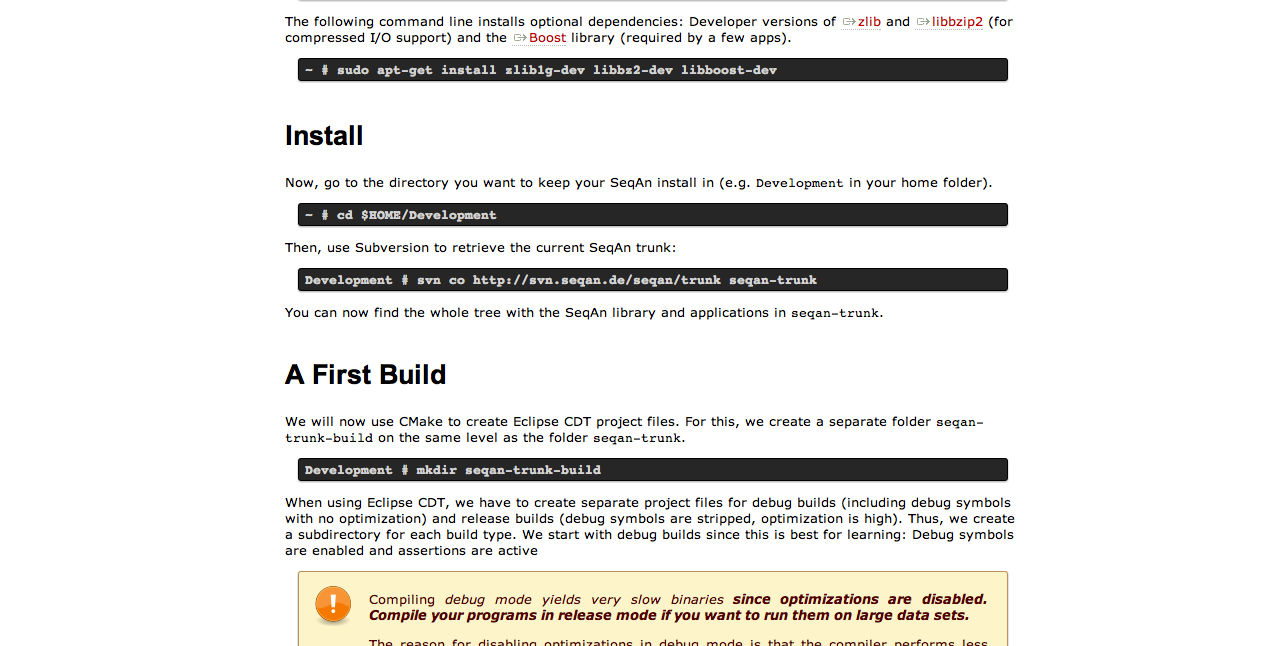 The following command line installs optional dependencies: Developer versions of zlib and libbzip2 (for
compressed I/O support) and the Boost library (required by a few apps).
~ # sudo apt-get install zlib1g-dev libbz2-dev libboost-dev
Install
Now, go to the directory you want to keep your SeqAn install in (e.g. Development in your home folder).
~ # cd $HOME/Development
Then, use Subversion to retrieve the current SeqAn trunk:
Development # svn co http://svn.seqan.de/seqan/trunk seqan-trunk
You can now find the whole tree with the SeqAn library and applications in seqan-trunk.
A First Build
We will now use CMake to create Eclipse CDT project files. For this, we create a separate folder seqan-
trunk-build on the same level as the folder seqan-trunk.
Development # mkdir seqan-trunk-build
When using Eclipse CDT, we have to create separate project files for debug builds (including debug symbols
with no optimization) and release builds (debug symbols are stripped, optimization is high). Thus, we create
a subdirectory for each build type. We start with debug builds since this is best for learning: Debug symbols
are enabled and assertions are active
Compiling debug mode yields very slow binaries since optimizations are disabled.
Compile your programs in release mode if you want to run them on large data sets.
The reason for disabling optimizations in debug mode is that the compiler performs less